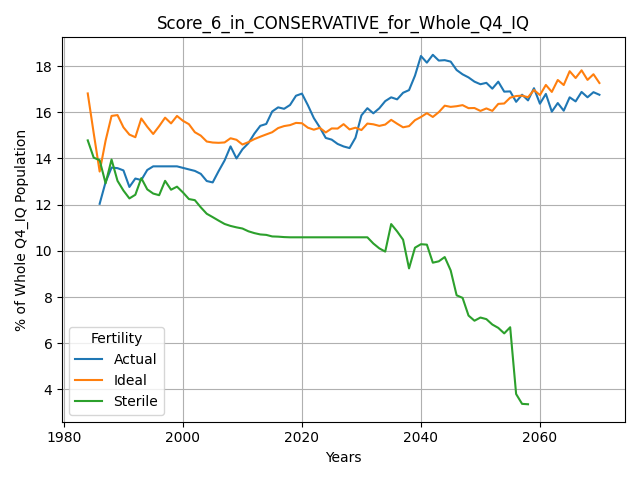 Score_6_in_CONSERVATIVE_for_Whole_Q4_IQ
% of Whole Q4_IQ Population
18
16
14
12
10
8
6
4
Fertility
Actual
Ideal
Sterile
1980 2000 2020 2040 2060
Years